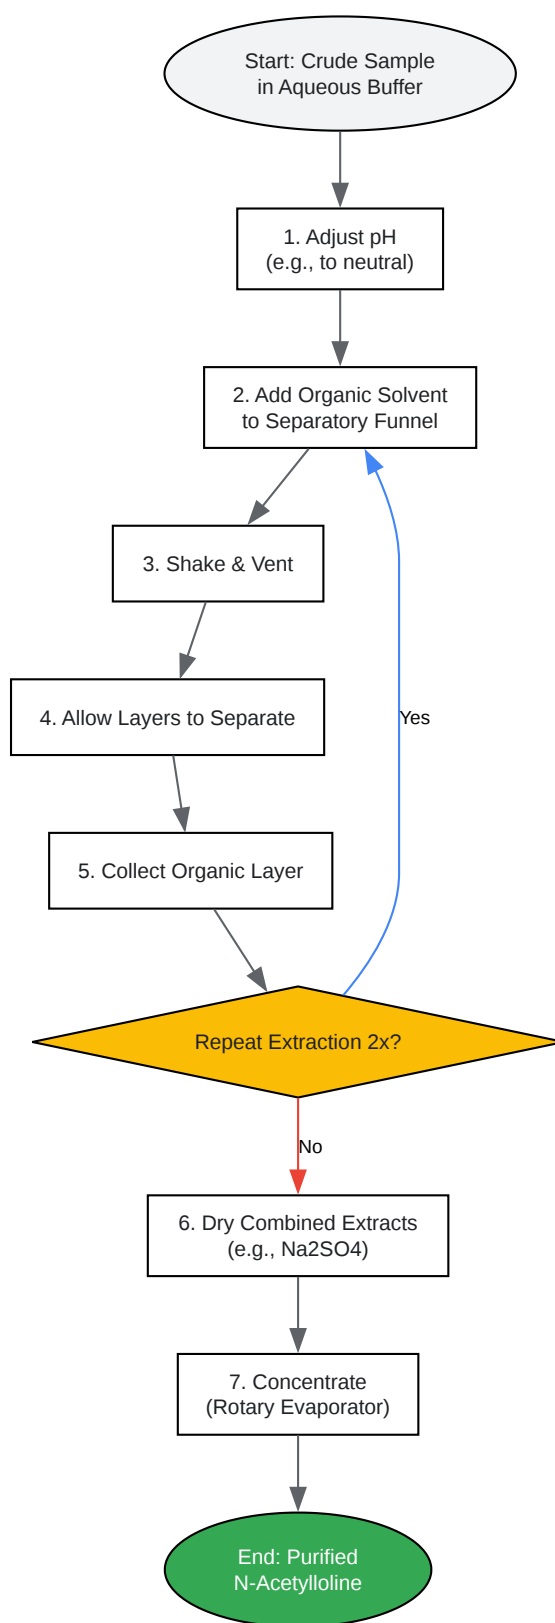 Start: Crude Sample
in Aqueous Buffer
1. Adjust pH
(e.g., to neutral)
2. Add Organic Solvent
to Separatory Funnel
3. Shake & Vent
4. Allow Layers to Separate
Yes
5. Collect Organic Layer
Repeat Extraction 2x?
No
6. Dry Combined Extracts
(e.g., Na2SO4)
7. Concentrate
(Rotary Evaporator)
End: Purified
N-Acetylloline